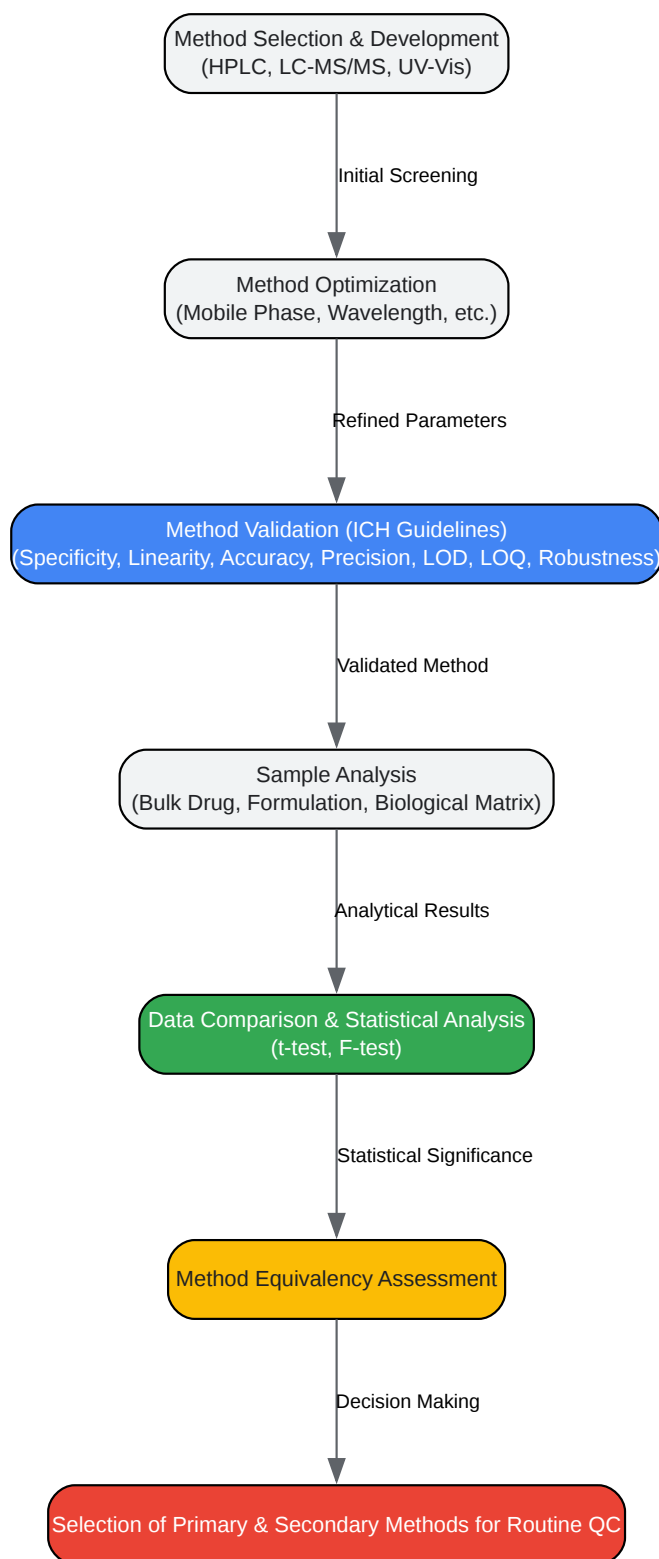 Method Selection & Development
(HPLC, LC-MS/MS, UV-Vis)
Initial Screening
Method Optimization
(Mobile Phase, Wavelength, etc.)
Refined Parameters
Method Validation (ICH Guidelines)
(Specificity, Linearity, Accuracy, Precision, LOD, LOQ, Robustness)
Validated Method
Sample Analysis
(Bulk Drug, Formulation, Biological Matrix)
Analytical Results
Data Comparison & Statistical Analysis
(t-test, F-test)
Statistical Significance
Method Equivalency Assessment
Decision Making
Selection of Primary & Secondary Methods for Routine QC